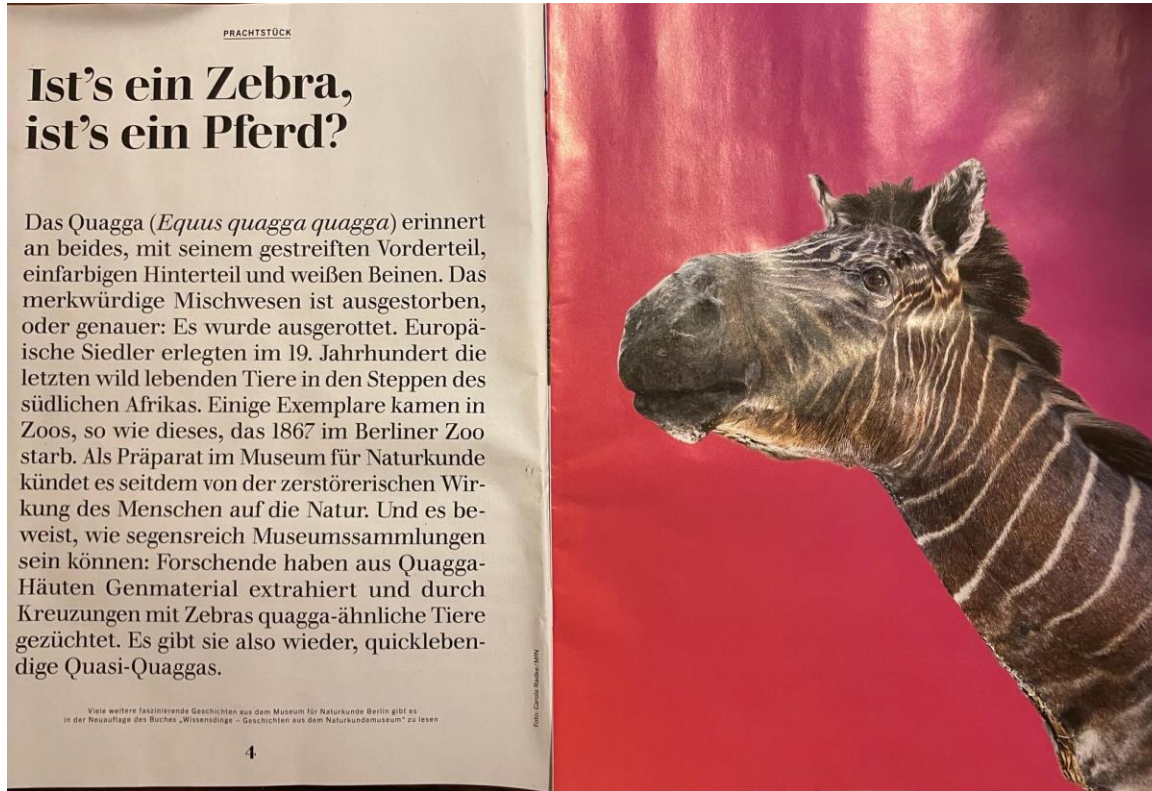 PRACHTSTÜCK
Ist's ein Zebra,
ist's ein Pferd?
Das Quagga (Equus quagga quagga) erinnert
an beides, mit seinem gestreiften Vorderteil,
einfarbigen Hinterteil und weißen Beinen. Das
merkwürdige Mischwesen ist ausgestorben,
oder genauer: Es wurde ausgerottet. Europä-
ische Siedler erlegten im 19. Jahrhundert die
letzten wild lebenden Tiere in den Steppen des
südlichen Afrikas. Einige Exemplare kamen in
Zoos, so wie dieses, das 1867 im Berliner Zoo
starb. Als Präparat im Museum für Naturkunde
kündet es seitdem von der zerstörerischen Wir-
kung des Menschen auf die Natur. Und es be-
weist, wie segensreich Museumssammlungen
sein können: Forschende haben aus Quagga-
Häuten Genmaterial extrahiert und durch
Kreuzungen mit Zebras quagga-ähnliche Tiere
gezüchtet. Es gibt sie also wieder, quickleben-
dige Quasi-Quaggas.
Viele weitere faszinierende Geschichten aus dem Museum für Naturkunde Berlin gibt es
in der Neuauflage des Buches „Wissensdinge – Geschichten aus dem Naturkundemuseum" zu lesen
Foto: Carola Radke/MfN
4